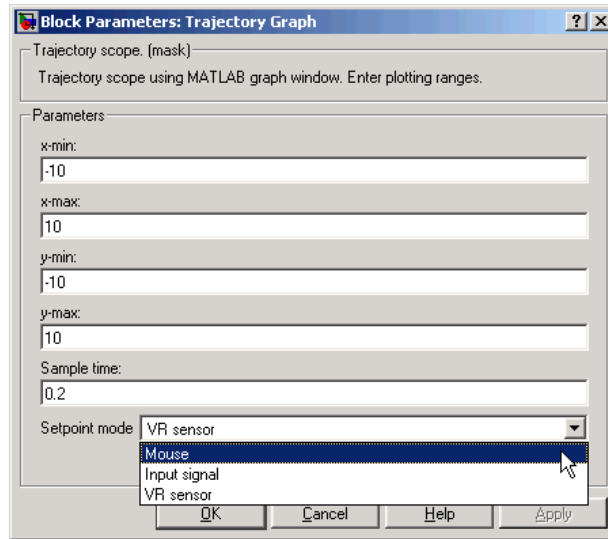 Block Parameters: Trajectory Graph
Trajectory scope. (mask)
Trajectory scope using MATLAB graph window. Enter plotting ranges.
Parameters
x-min:
-10
x-max:
10
y-min:
-10
y-max:
10
Sample time:
0.2
Setpoint mode VR sensor
Mouse
Input signal
VR sensor
OK Cancel Help Apply